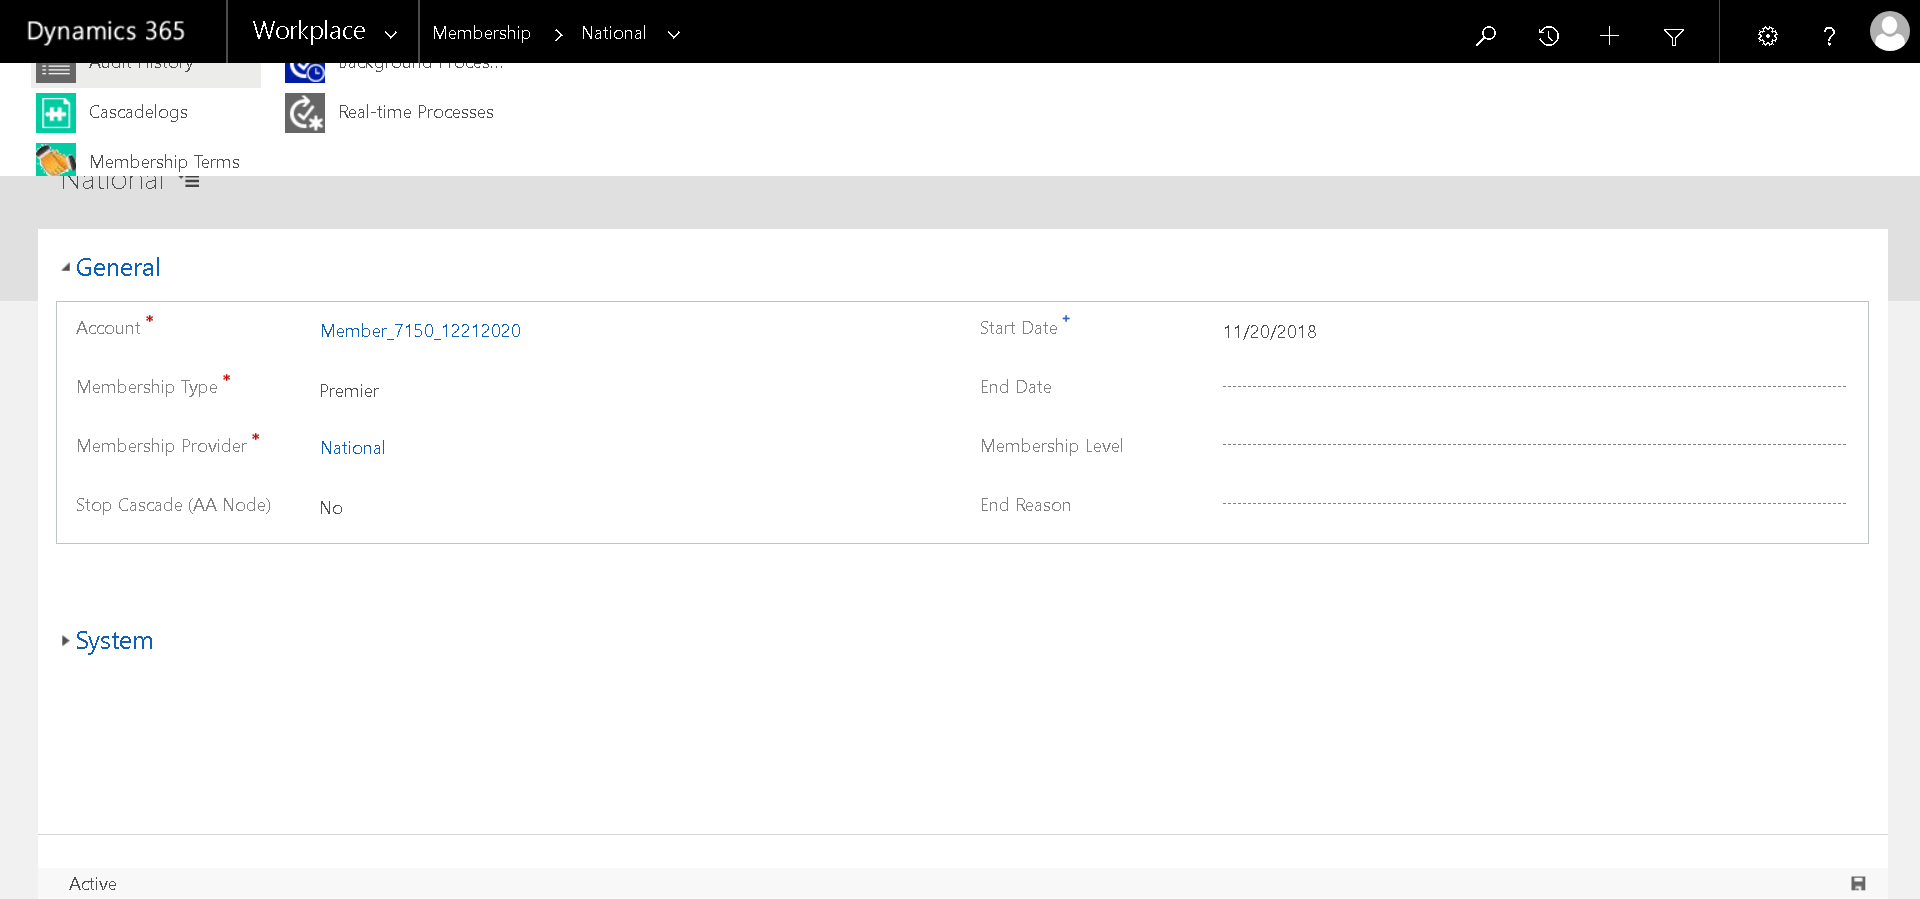 Dynamics 365 Workplace Membership National
Audit History Background Proces...
Cascadelogs Real-time Processes
Membership Terms
National
General
Account * Member_7150_12212020 Start Date + 11/20/2018
Membership Type * Premier End Date
Membership Provider * National Membership Level
Stop Cascade (AA Node) No End Reason
System
Active